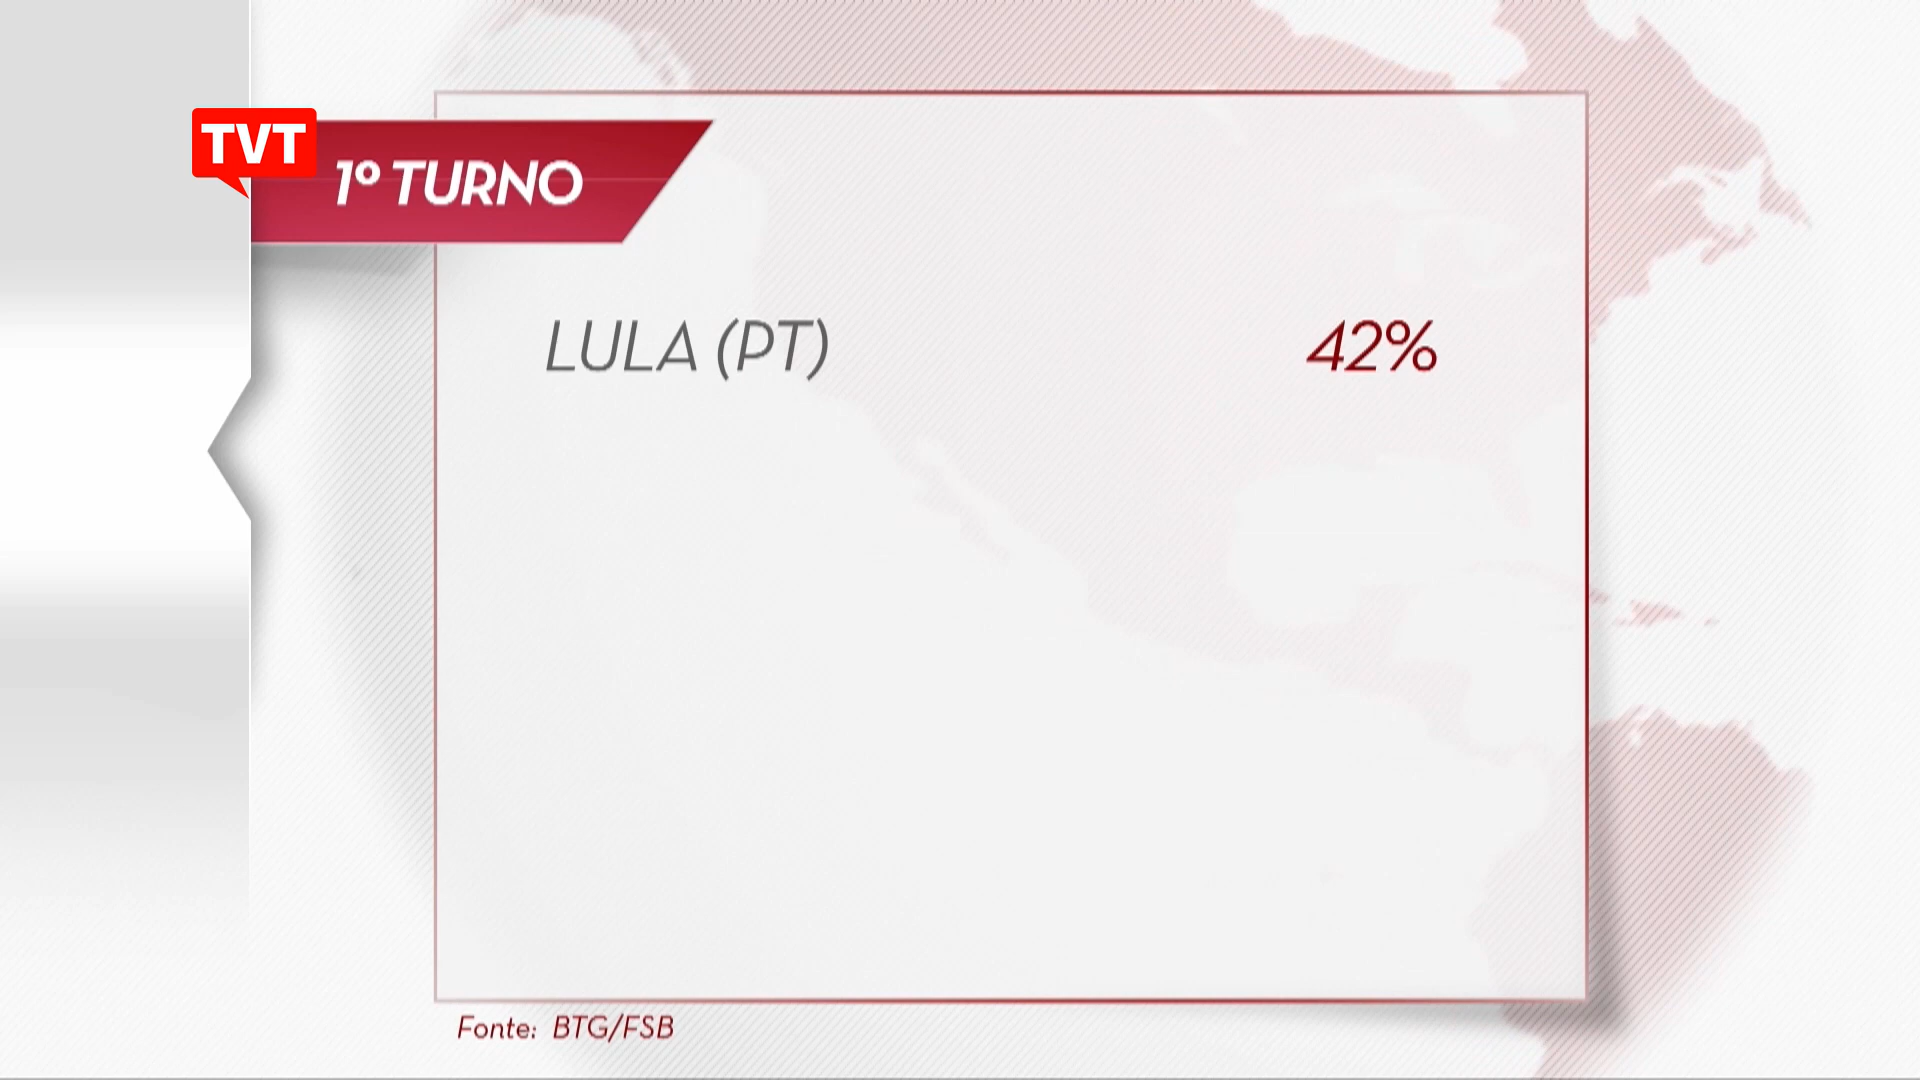 TVT
1º TURNO
LULA (PT) 42%
Fonte: BTG/FSB